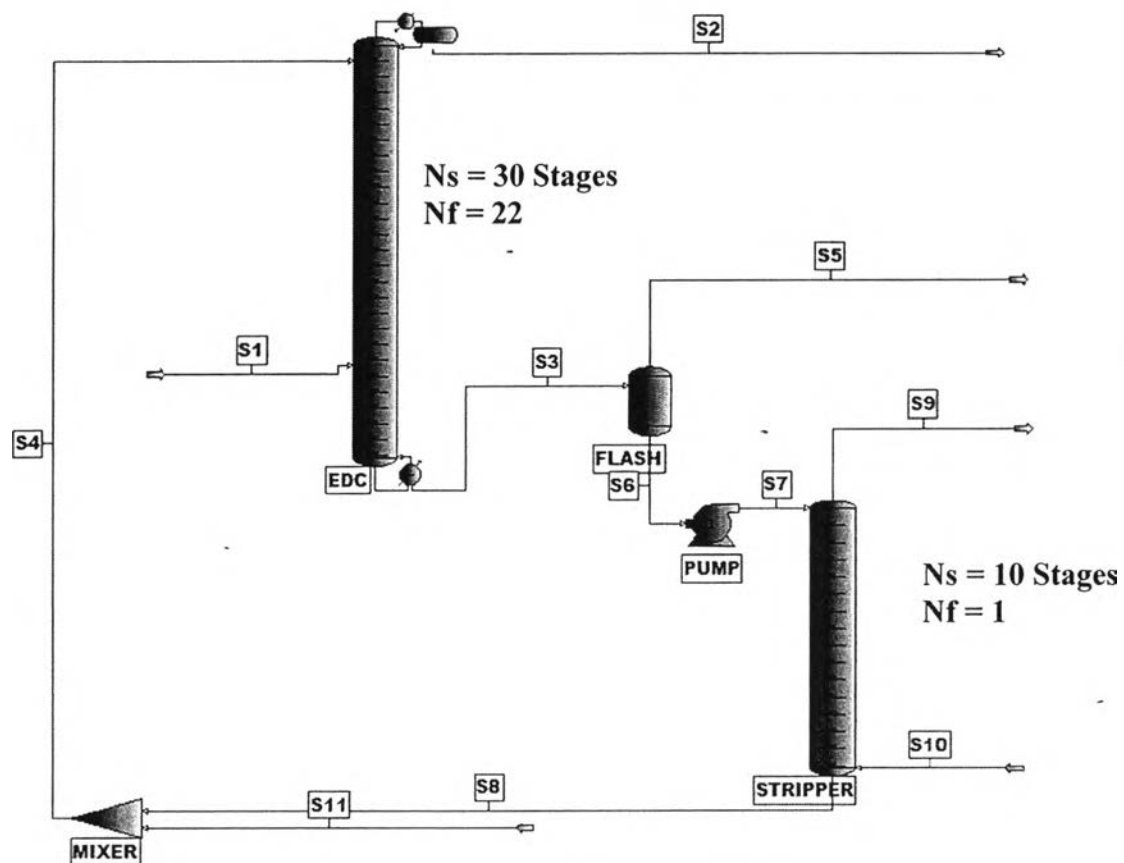 S2
Ns = 30 Stages
Nf = 22
S5
S1
S3
S9
S4
EDC
FLASH
S6
S7
PUMP
Ns = 10 Stages
Nf = 1
S10
STRIPPER
S8
S11
MIXER